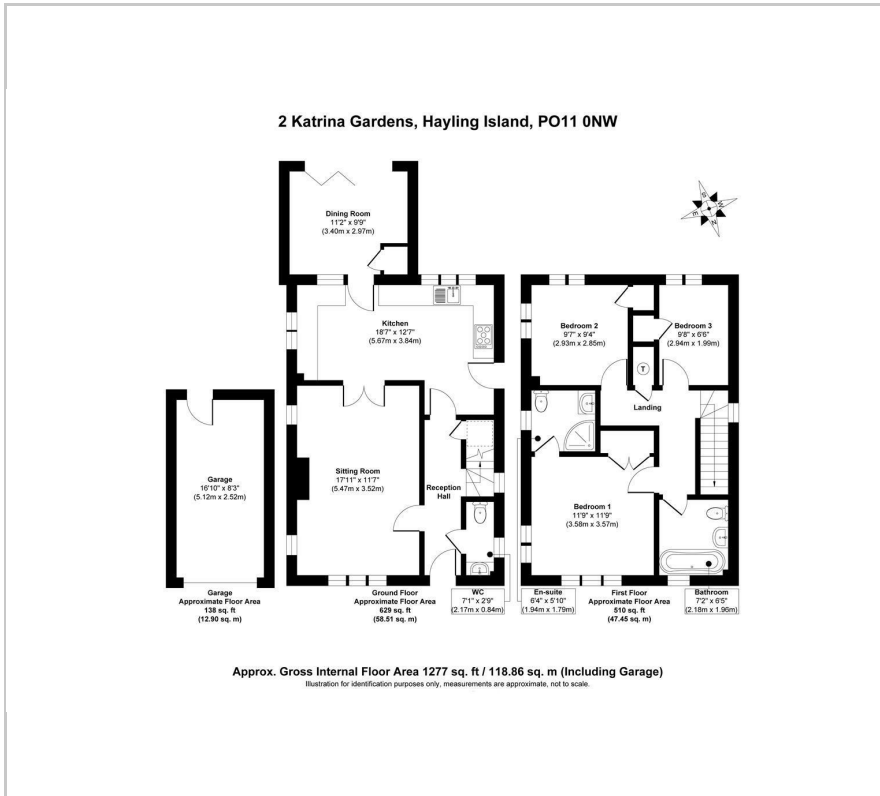 2 Katrina Gardens, Hayling Island, PO11 0NW
Dining Room
11'2" x 9'9"
(3.40m x 2.97m)
Kitchen
18'7" x 12'7"
(5.67m x 3.84m)
Bedroom 2
9'7" x 9'4"
(2.93m x 2.85m)
Bedroom 3
9'8" x 6'6"
(2.94m x 1.99m)
T
Landing
Garage
16'10" x 8'3"
(5.12m x 2.52m)
Sitting Room
17'11" x 11'7"
(5.47m x 3.52m)
Reception
Hall
Bedroom 1
11'9" x 11'9"
(3.58m x 3.57m)
Garage
Approximate Floor Area
138 sq. ft
(12.90 sq. m)
Ground Floor
Approximate Floor Area
629 sq. ft
(58.51 sq. m)
WC
7'1" x 2'9"
(2.17m x 0.84m)
En-suite
6'4" x 5'10"
(1.94m x 1.79m)
First Floor
Approximate Floor Area
510 sq. ft
(47.45 sq. m)
Bathroom
7'2" x 6'5"
(2.18m x 1.96m)
N
E
S
W
Approx. Gross Internal Floor Area 1277 sq. ft / 118.86 sq. m (Including Garage)
Illustration for identification purposes only, measurements are approximate, not to scale.